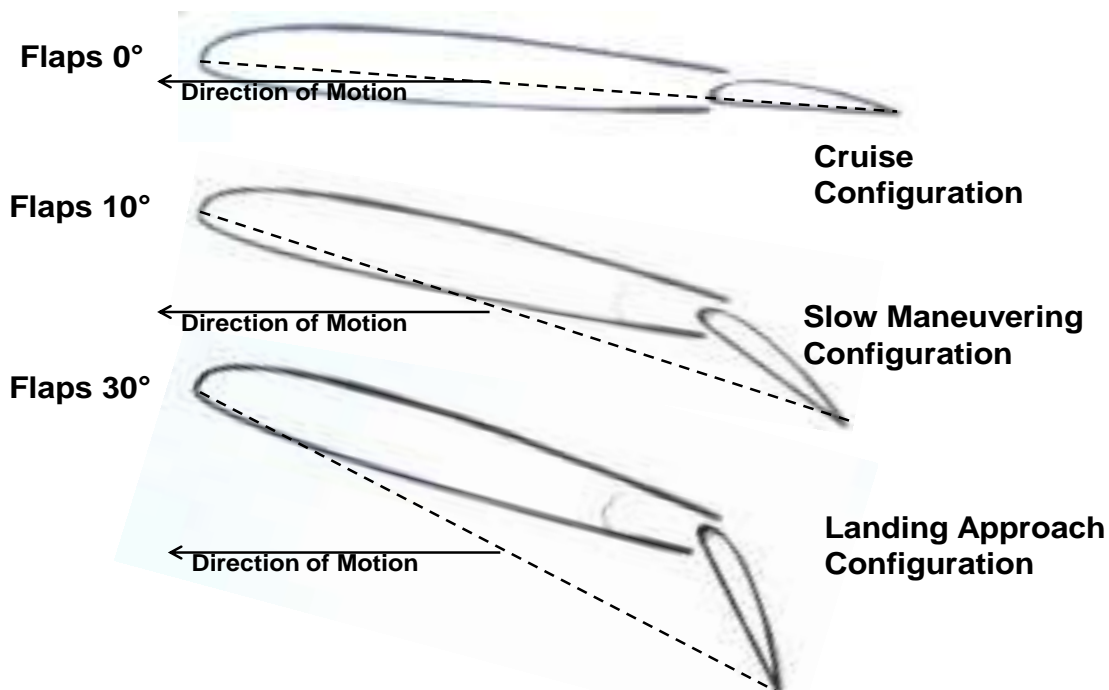 Flaps 0°
Direction of Motion
Cruise
Configuration
Flaps 10°
Direction of Motion
Slow Maneuvering
Configuration
Flaps 30°
Direction of Motion
Landing Approach
Configuration